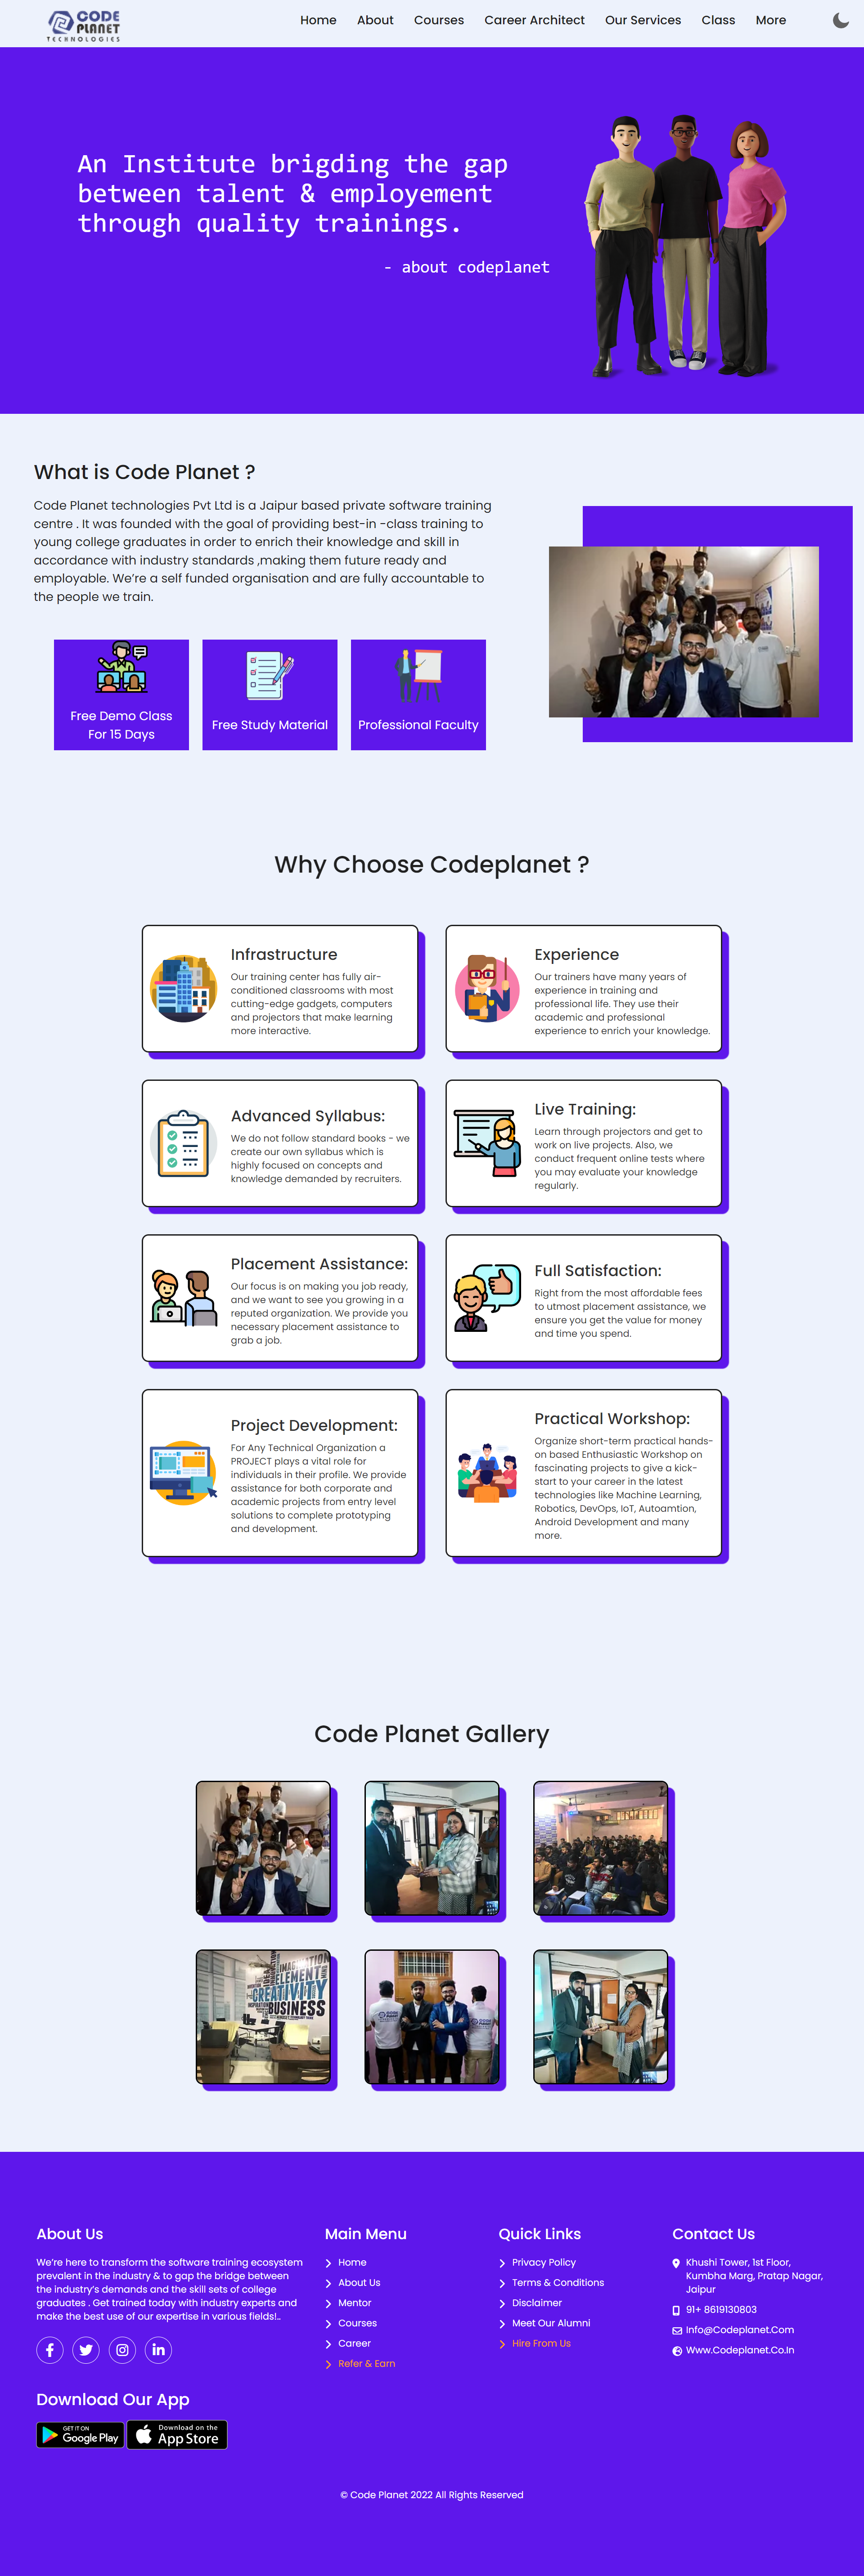 CODE
PLANET
TECHNOLOGIES
Home About Courses Career Architect Our Services Class More
An Institute brigding the gap
between talent & employement
through quality trainings.
- about codeplanet
What is Code Planet ?
Code Planet technologies Pvt Ltd is a Jaipur based private software training
centre . It was founded with the goal of providing best-in -class training to
young college graduates in order to enrich their knowledge and skill in
accordance with industry standards ,making them future ready and
employable. We’re a self funded organisation and are fully accountable to
the people we train.
Free Demo Class
For 15 Days
Free Study Material
Professional Faculty
Why Choose Codeplanet ?
Infrastructure
Our training center has fully air-
conditioned classrooms with most
cutting-edge gadgets, computers
and projectors that make learning
more interactive.
Experience
Our trainers have many years of
experience in training and
professional life. They use their
academic and professional
experience to enrich your knowledge.
Advanced Syllabus:
We do not follow standard books - we
create our own syllabus which is
highly focused on concepts and
knowledge demanded by recruiters.
Live Training:
Learn through projectors and get to
work on live projects. Also, we
conduct frequent online tests where
you may evaluate your knowledge
regularly.
Placement Assistance:
Our focus is on making you job ready,
and we want to see you growing in a
reputed organization. We provide you
necessary placement assistance to
grab a job.
Full Satisfaction:
Right from the most affordable fees
to utmost placement assistance, we
ensure you get the value for money
and time you spend.
Project Development:
For Any Technical Organization a
PROJECT plays a vital role for
individuals in their profile. We provide
assistance for both corporate and
academic projects from entry level
solutions to complete prototyping
and development.
Practical Workshop:
Organize short-term practical hands-
on based Enthusiastic Workshop on
fascinating projects to give a kick-
start to your career in the latest
technologies like Machine Learning,
Robotics, DevOps, IoT, Autoamtion,
Android Development and many
more.
Code Planet Gallery
IMAGINATION
ELEMENT
CREATIVITY
INSPIRATION
BUSINESS
CODE
PLANET
CODE
PLANET
About Us
We’re here to transform the software training ecosystem
prevalent in the industry & to gap the bridge between
the industry’s demands and the skill sets of college
graduates . Get trained today with industry experts and
make the best use of our expertise in various fields!..
Download Our App
GET IT ON
Google Play
Download on the
App Store
Main Menu
Home
About Us
Mentor
Courses
Career
Refer & Earn
Quick Links
Privacy Policy
Terms & Conditions
Disclaimer
Meet Our Alumni
Hire From Us
Contact Us
Khushi Tower, 1st Floor,
Kumbha Marg, Pratap Nagar,
Jaipur
91+ 8619130803
Info@Codeplanet.Com
Www.Codeplanet.Co.In
© Code Planet 2022 All Rights Reserved